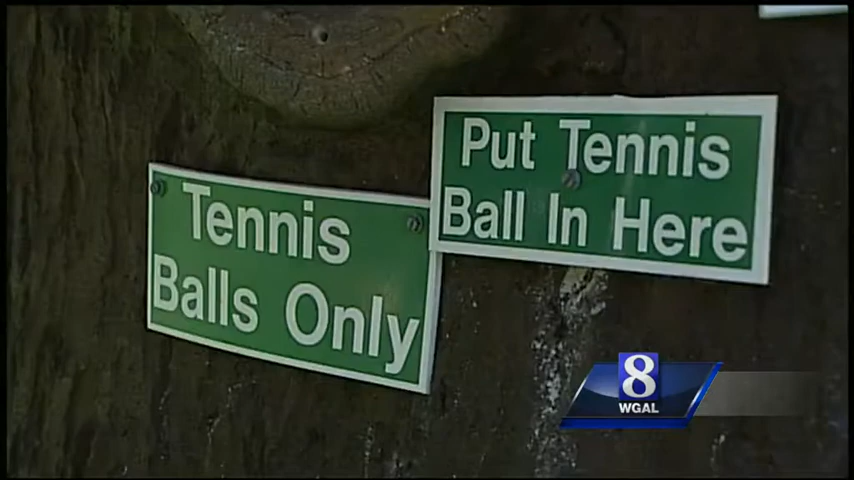 Tennis
Balls Only
Put Tennis
Ball In Here
8
WGAL